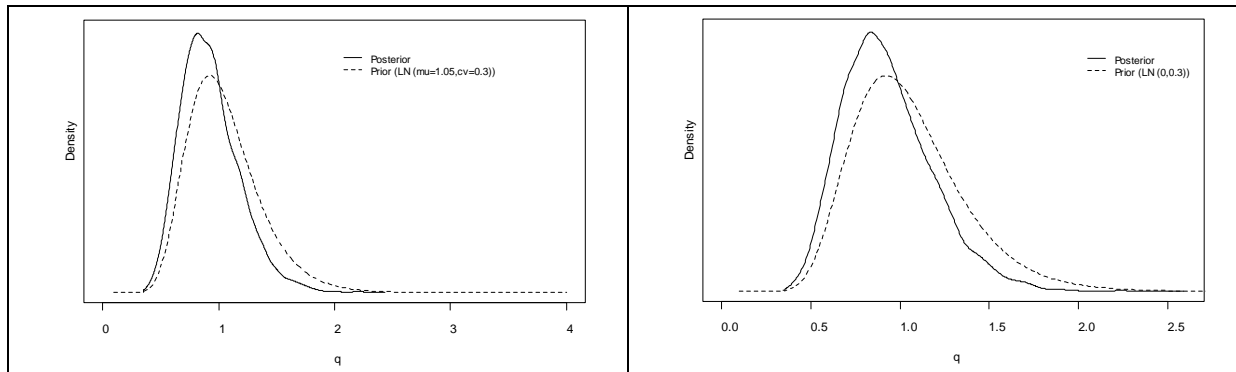 Posterior
Prior (LN (mu=1.05,cv=0.3))
Density
0 1 2 3 4
q
Posterior
Prior (LN (0,0.3))
Density
0.0 0.5 1.0 1.5 2.0 2.5
q